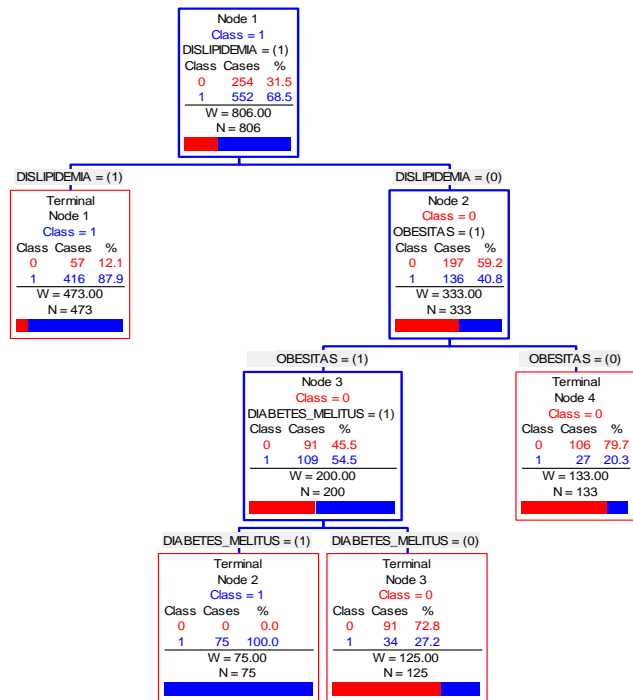 Node 1
Class = 1
DISLIPIDEMIA = (1)
Class Cases %
0 254 31.5
1 552 68.5
W = 806.00
N = 806
DISLIPIDEMIA = (1)
DISLIPIDEMIA = (0)
Terminal
Node 1
Class = 1
Class Cases %
0 57 12.1
1 416 87.9
W = 473.00
N = 473
Node 2
Class = 0
OBESITAS = (1)
Class Cases %
0 197 59.2
1 136 40.8
W = 333.00
N = 333
OBESITAS = (1)
OBESITAS = (0)
Node 3
Class = 0
DIABETES_MELITUS = (1)
Class Cases %
0 91 45.5
1 109 54.5
W = 200.00
N = 200
Terminal
Node 4
Class = 0
Class Cases %
0 106 79.7
1 27 20.3
W = 133.00
N = 133
DIABETES_MELITUS = (1)
DIABETES_MELITUS = (0)
Terminal
Node 2
Class = 1
Class Cases %
0 0 0.0
1 75 100.0
W = 75.00
N = 75
Terminal
Node 3
Class = 0
Class Cases %
0 91 72.8
1 34 27.2
W = 125.00
N = 125